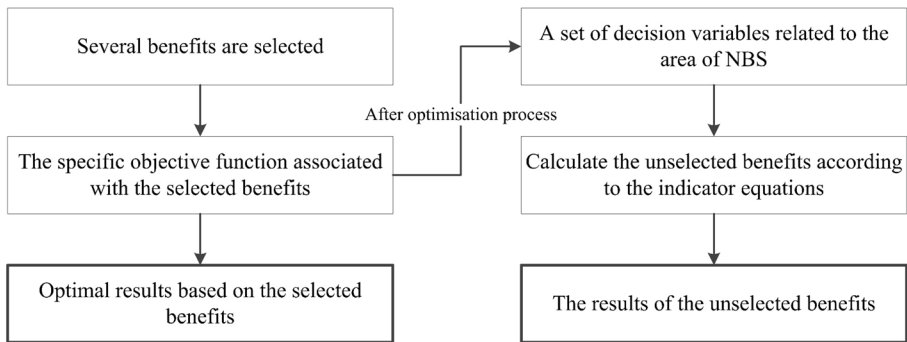 Several benefits are selected
The specific objective function associated
with the selected benefits
Optimal results based on the selected
benefits
After optimisation process
A set of decision variables related to the
area of NBS
Calculate the unselected benefits according
to the indicator equations
The results of the unselected benefits